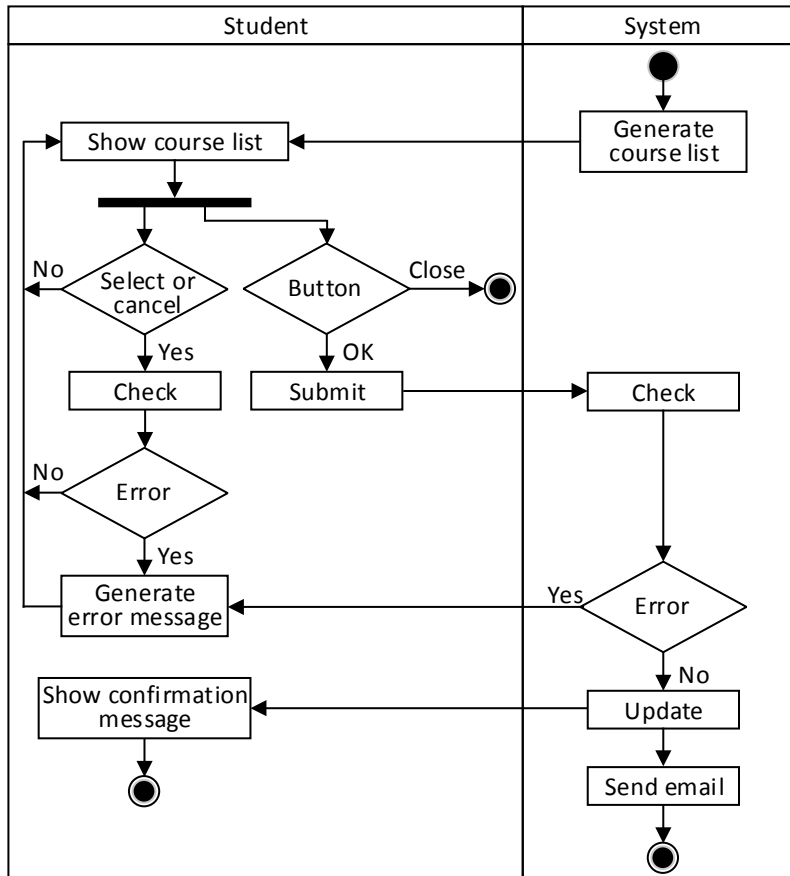 Student
System
Generate
course list
Show course list
No
Select or
cancel
Button
Close
Yes
OK
Check
Submit
Check
No
Error
Yes
Generate
error message
Yes
Error
No
Show confirmation
message
Update
Send email